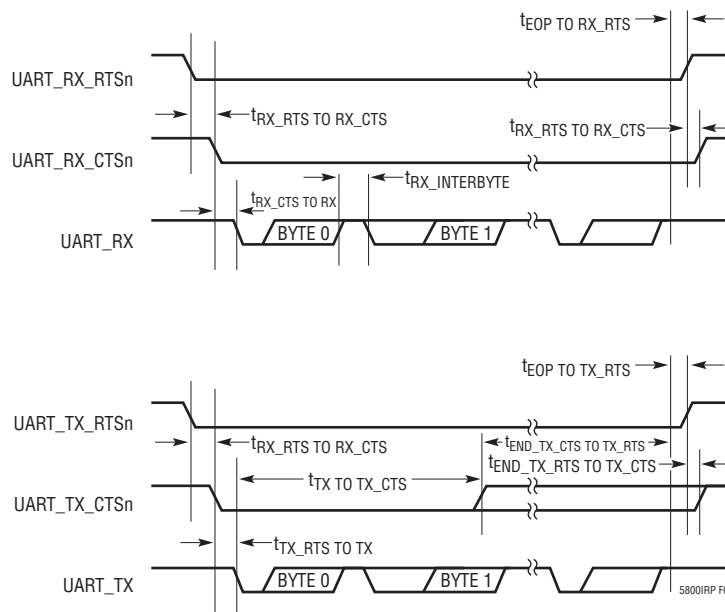 tEOP TO RX_RTS
UART_RX_RTSn
tRX_RTS TO RX_CTS
tRX_RTS TO RX_CTS
UART_RX_CTSn
tRX_INTERBYTE
tRX_CTS TO RX
UART_RX
BYTE 0
BYTE 1
tEOP TO TX_RTS
UART_TX_RTSn
tRX_RTS TO RX_CTS
tEND_TX_CTS TO TX_RTS
tEND_TX_RTS TO TX_CTS
tTX TO TX_CTS
UART_TX_CTSn
tTX_RTS TO TX
UART_TX
BYTE 0
BYTE 1
5800IRP